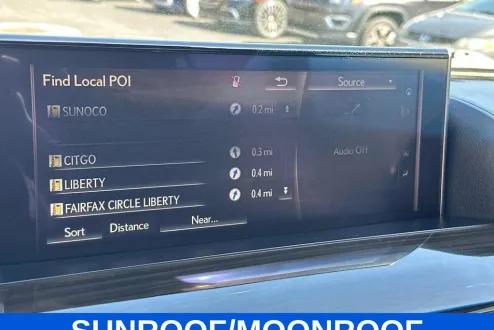 Find Local POI
Source
SUNOCO
0.2 mi
Audio Off
CITGO
0.3 mi
LIBERTY
0.4 mi
FAIRFAX CIRCLE LIBERTY
0.4 mi
Sort
Distance
Near...
SUNROOF/MOONROOF